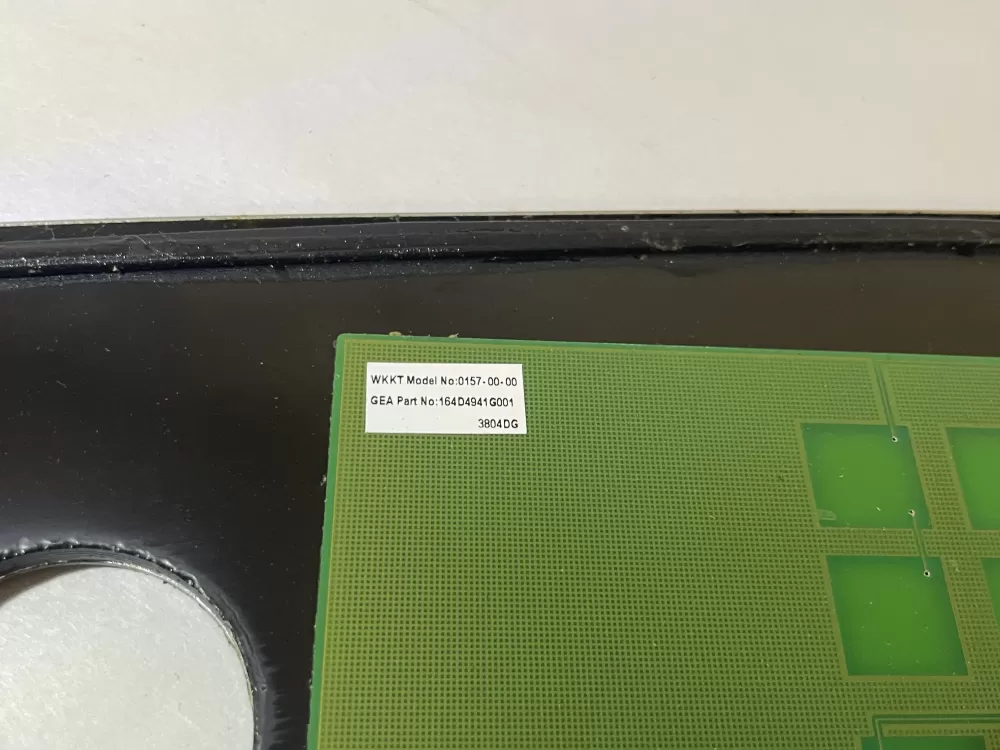 WKKT Model No:0157-00-00
GEA Part No:164D4941G001
3804DG